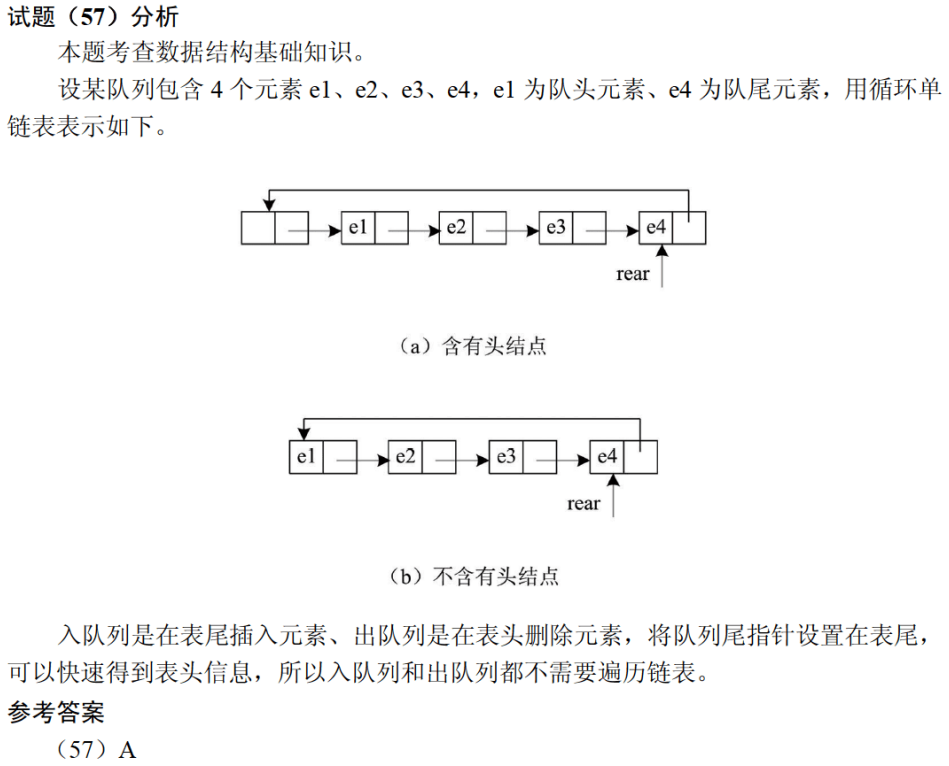 试题（57）分析
本题考查数据结构基础知识。
设某队列包含 4 个元素 e1、e2、e3、e4，e1 为队头元素、e4 为队尾元素，用循环单
链表表示如下。
e1 e2 e3 e4
rear
（a）含有头结点
e1 e2 e3 e4
rear
（b）不含有头结点
入队列是在表尾插入元素、出队列是在表头删除元素，将队列尾指针设置在表尾，
可以快速得到表头信息，所以入队列和出队列都不需要遍历链表。
参考答案
（57）A